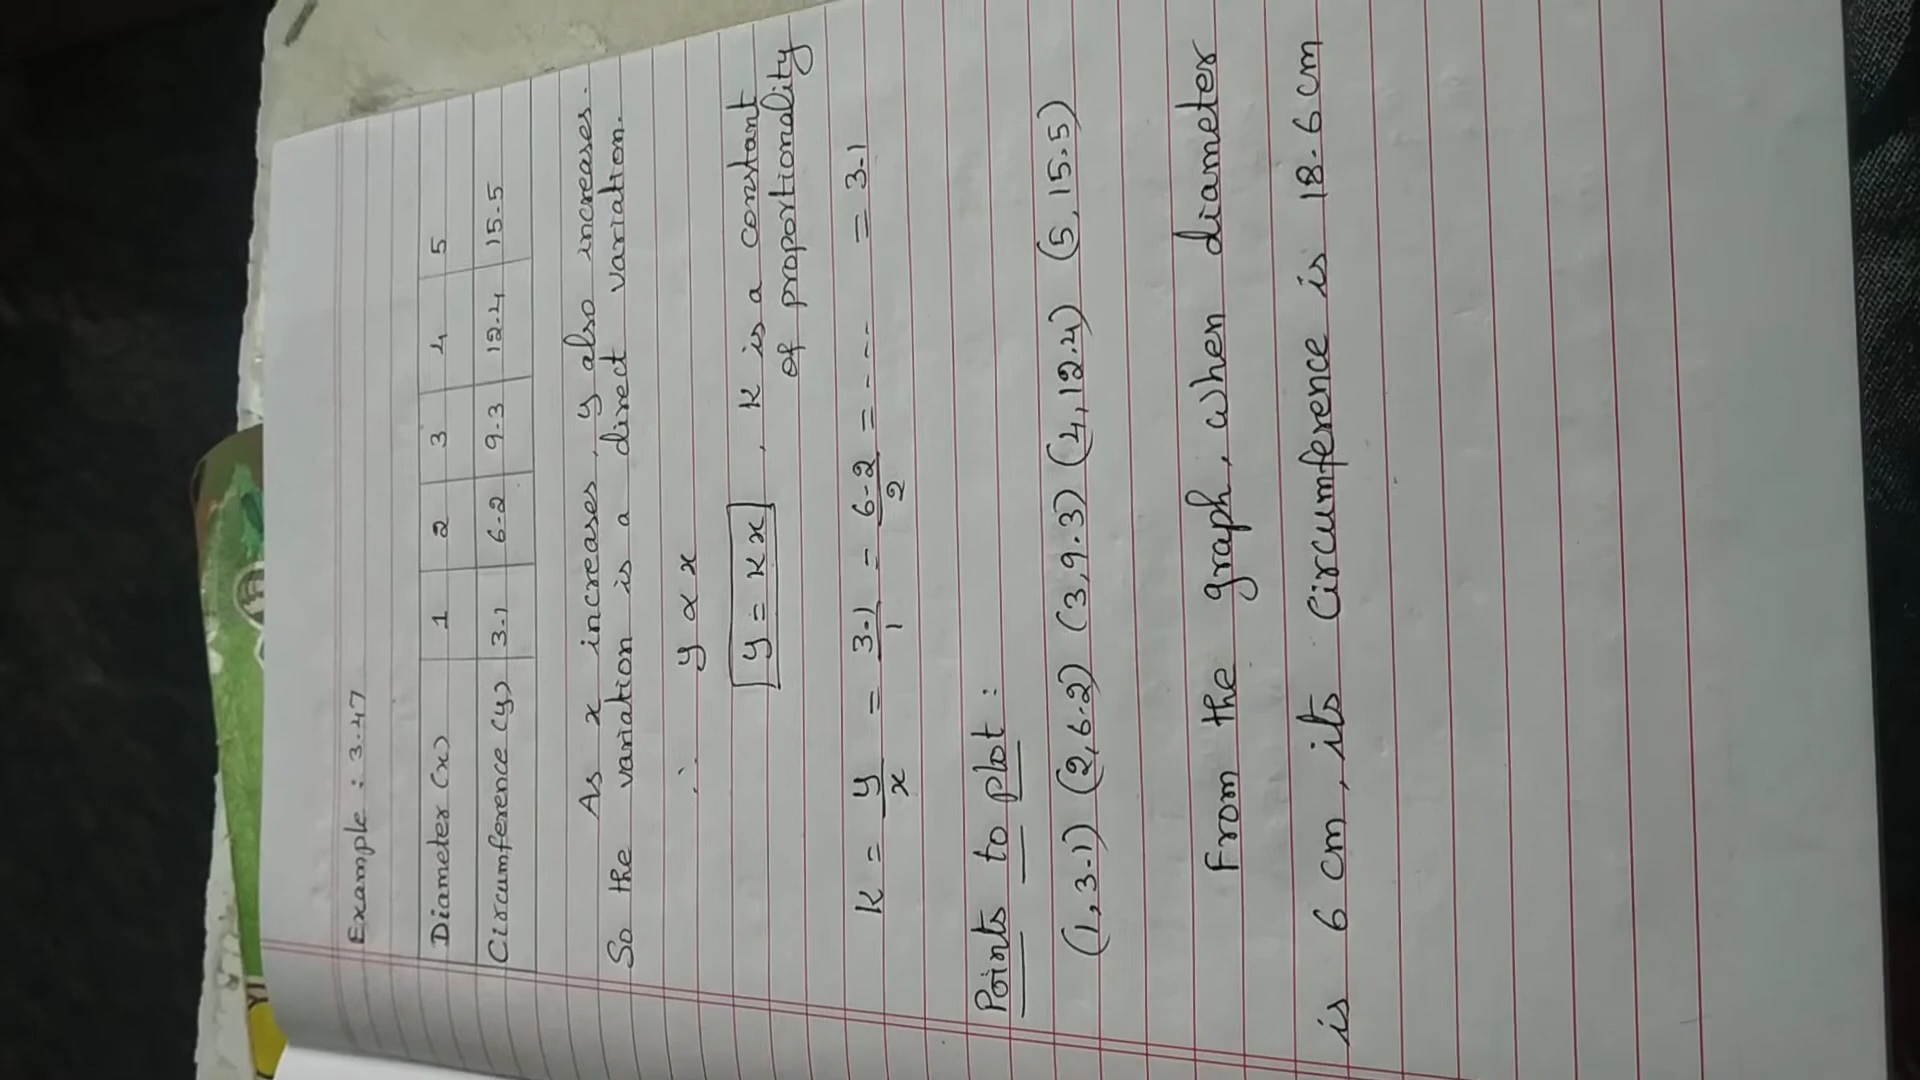 Example : 3.47
Diameter (x) 1 2 3 4 5
Circumference (y) 3.1 6.2 9.3 12.4 15.5
As x increases, y also increases.
So the variation is a direct variation.
∴ y ∝ x
y = kx , k is a constant
of proportionality
k = y/x = 3.1/1 = 6.2/2 = ---- = 3.1
Points to plot :
(1,3.1) (2,6.2) (3,9.3) (4,12.4) (5,15.5)
From the graph, when diameter
is 6 cm, its circumference is 18.6 cm